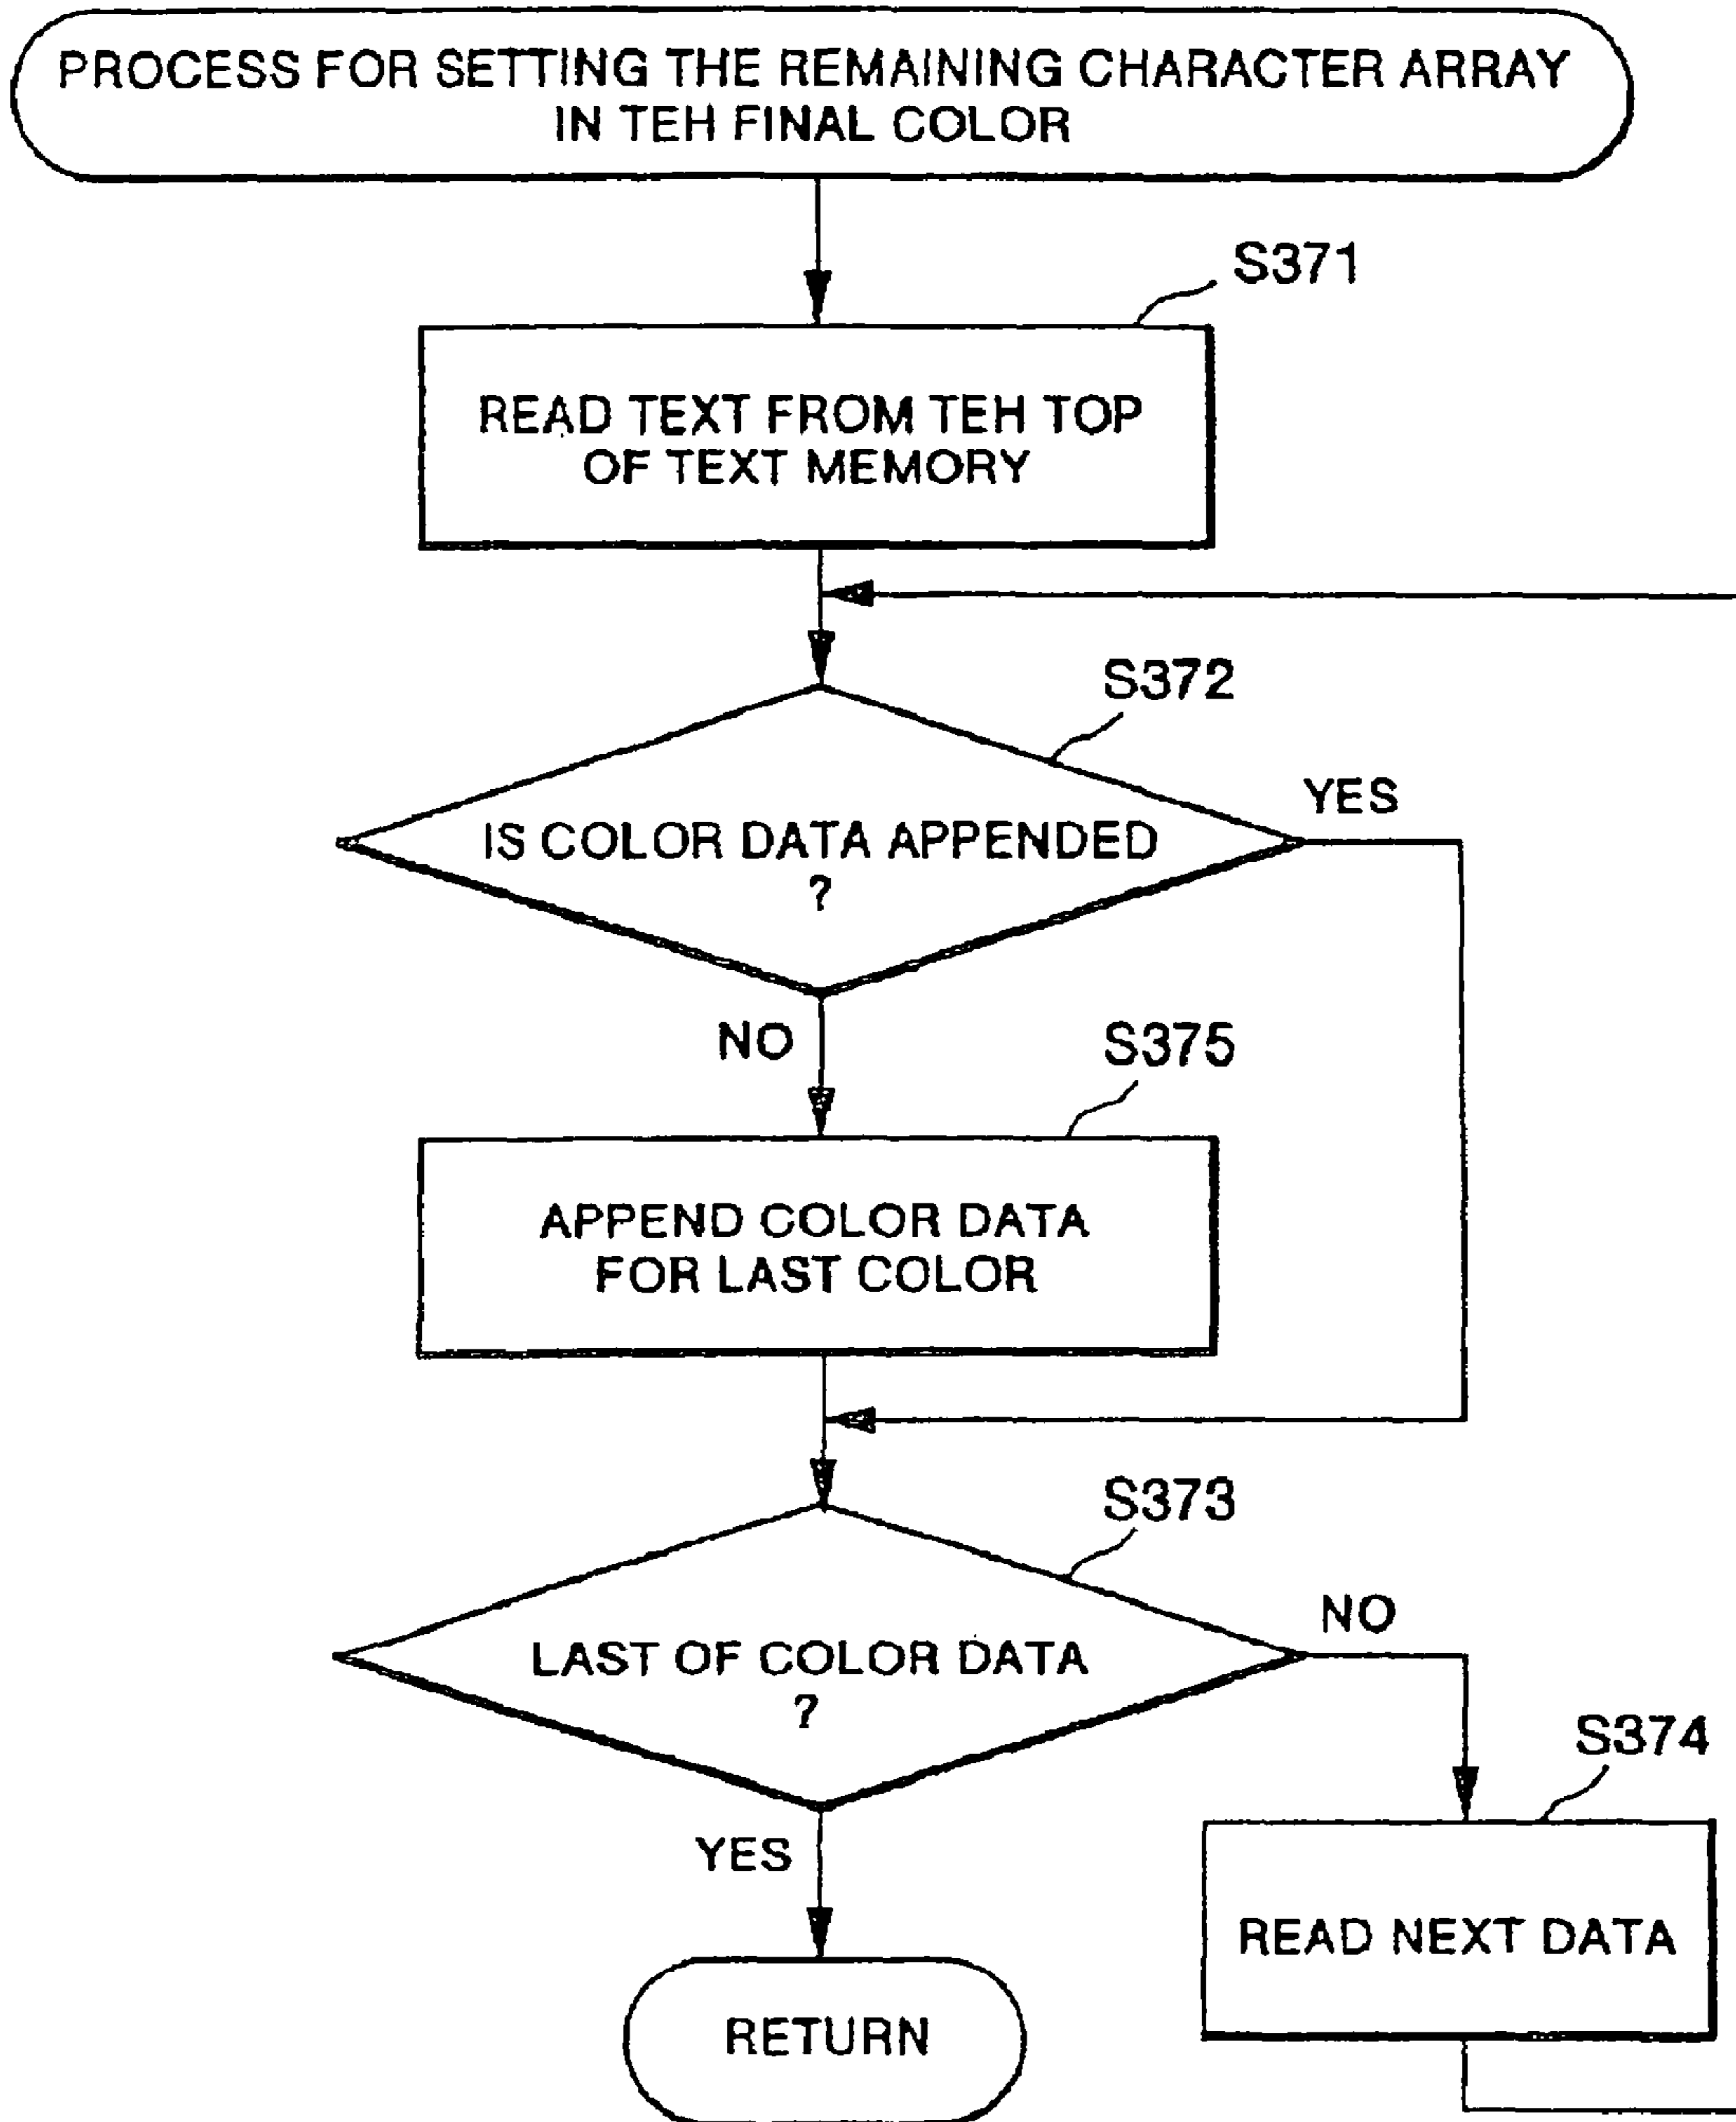 PROCESS FOR SETTING THE REMAINING CHARACTER ARRAY
IN TEH FINAL COLOR
S371
READ TEXT FROM TEH TOP
OF TEXT MEMORY
S372
YES
IS COLOR DATA APPENDED
?
NO
S375
APPEND COLOR DATA
FOR LAST COLOR
S373
NO
LAST OF COLOR DATA
?
S374
YES
READ NEXT DATA
RETURN